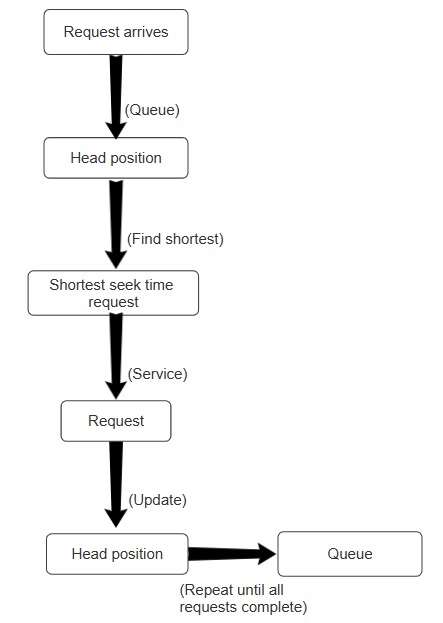 Request arrives
(Queue)
Head position
(Find shortest)
Shortest seek time
request
(Service)
Request
(Update)
Head position
Queue
(Repeat until all
requests complete)